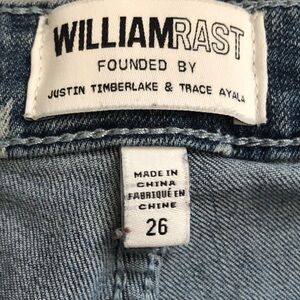 WILLIAMRAST
FOUNDED BY
JUSTIN TIMBERLAKE & TRACE AYALA
MADE IN
CHINA
FABRIQUÉ EN
CHINE
26